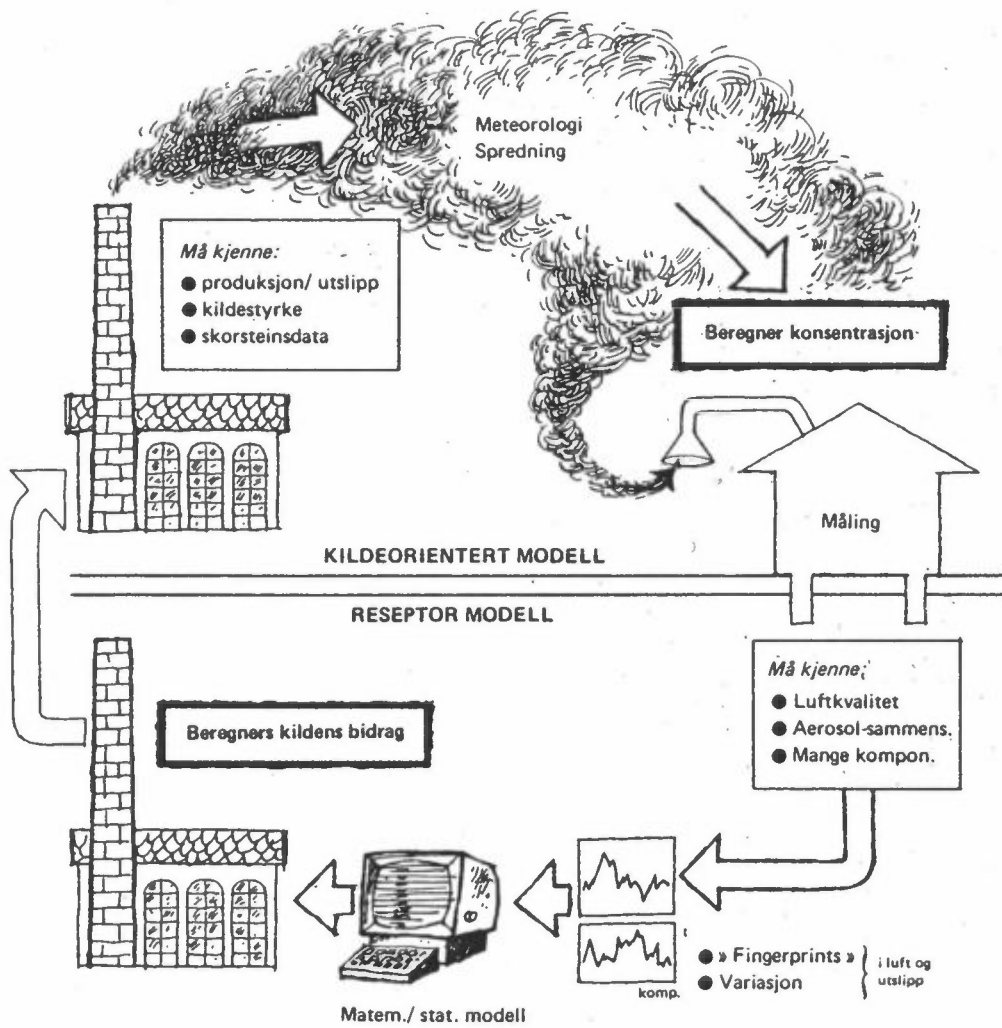 Meteorologi
Spredning
Må kjenne:
● produksjon/ utslipp
● kildestyrke
● skorsteinsdata
Beregner konsentrasjon
Måling
KILDEORIENTERT MODELL
RESEPTOR MODELL
Må kjenne:
● Luftkvalitet
● Aerosol-sammens.
● Mange kompon.
Beregners kildens bidrag
● » Fingerprints »
● Variasjon
i luft og
utslipp
komp.
Matem./ stat. modell